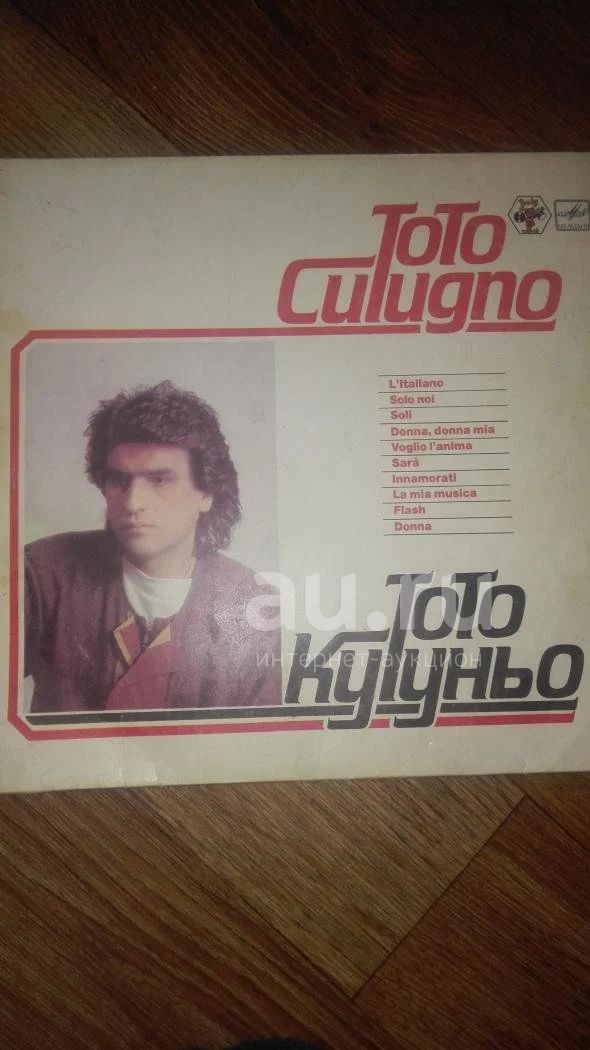 Toto
Cutugno
L'Italiano
Solo noi
Soli
Donna, donna mia
Voglio l'anima
Sarà
Innamorati
La mia musica
Flash
Donna
au.ru
интернет-аукцион
Тото
Кутуньо